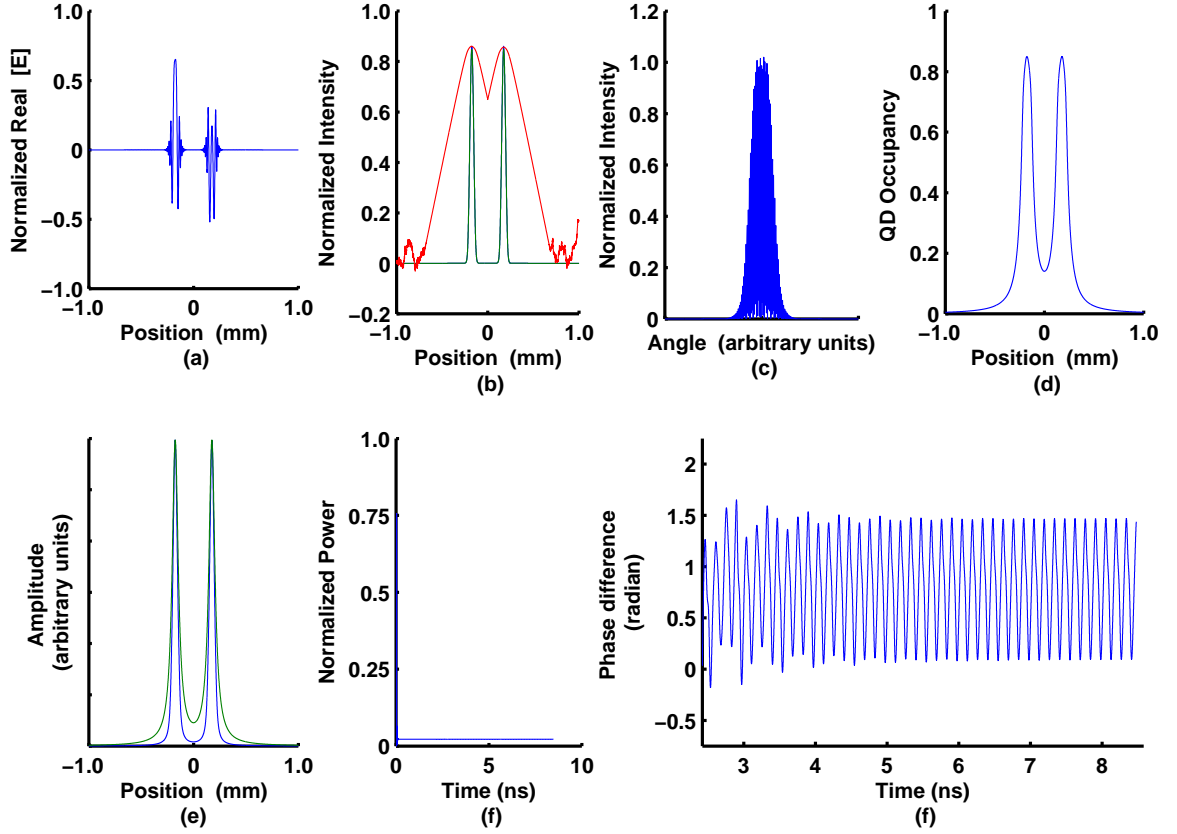 1.0
0.5
0
−0.5
−1.0
−1.0
0
1.0
Normalized Real [E]
Position (mm)
(a)
1.0
0.8
0.6
0.4
0.2
0
−0.2
−1.0
0
1.0
Normalized Intensity
Position (mm)
(b)
1.2
1.0
0.8
0.6
0.4
0.2
0
Normalized Intensity
Angle (arbitrary units)
(c)
1.0
0.8
0.6
0.4
0.2
0
−1.0
0
1.0
QD Occupancy
Position (mm)
(d)
−1.0
0
1.0
Amplitude
(arbitrary units)
Position (mm)
(e)
1.0
0.75
0.5
0.25
0
0
5
10
Normalized Power
Time (ns)
(f)
2
1.5
1
0.5
0
−0.5
3
4
5
6
7
8
Phase difference
(radian)
Time (ns)
(f)